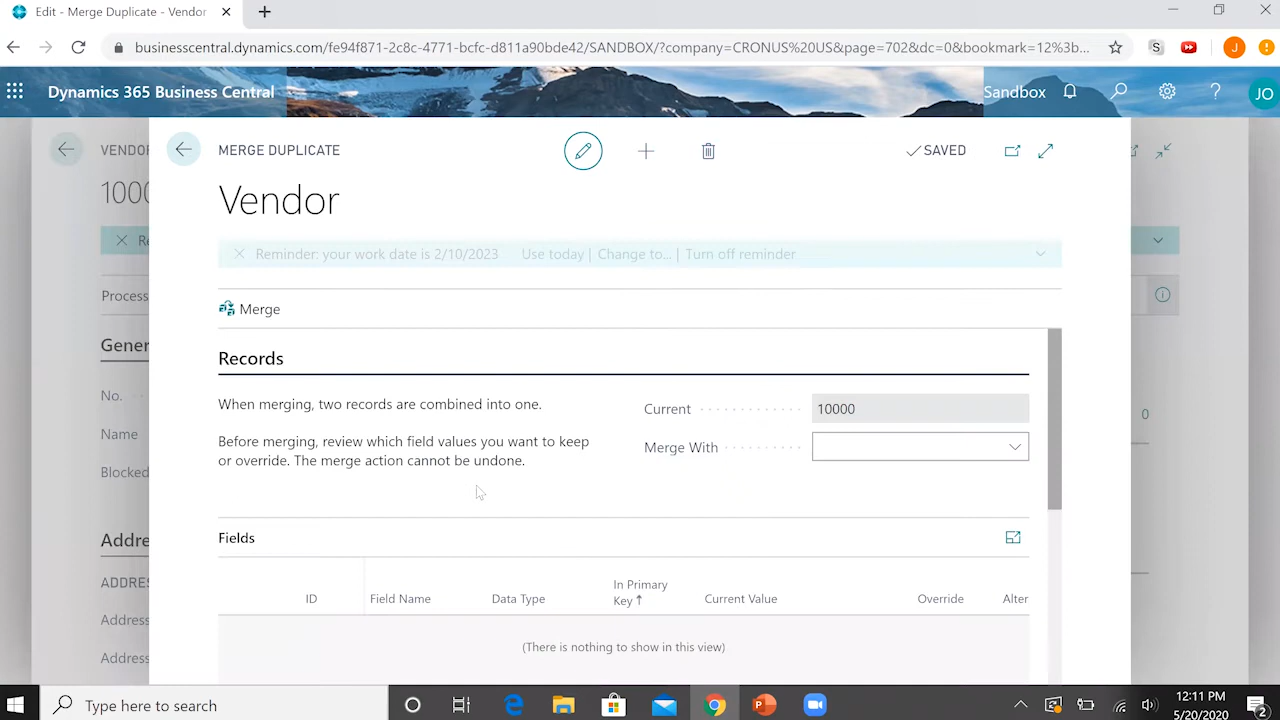 Edit - Merge Duplicate - Vendor
businesscentral.dynamics.com/fe94f871-2c8c-4771-bcfc-d811a90bde42/SANDBOX/?company=CRONUS%20US&page=702&dc=0&bookmark=12%3b...
S
J
Dynamics 365 Business Central
Sandbox
JO
VENDOR
MERGE DUPLICATE
✓ SAVED
1000
Vendor
Re
Reminder: your work date is 2/10/2023 Use today | Change to... | Turn off reminder
Process
Merge
Gener
Records
No.
When merging, two records are combined into one.
Current
10000
0
Name
Before merging, review which field values you want to keep
or override. The merge action cannot be undone.
Merge With
Blocked
Addre
Fields
ADDRES
ID
Field Name
Data Type
In Primary
Key ↑
Current Value
Override
Alter
Address
(There is nothing to show in this view)
Address
Type here to search
12:11 PM
5/20/2020
2